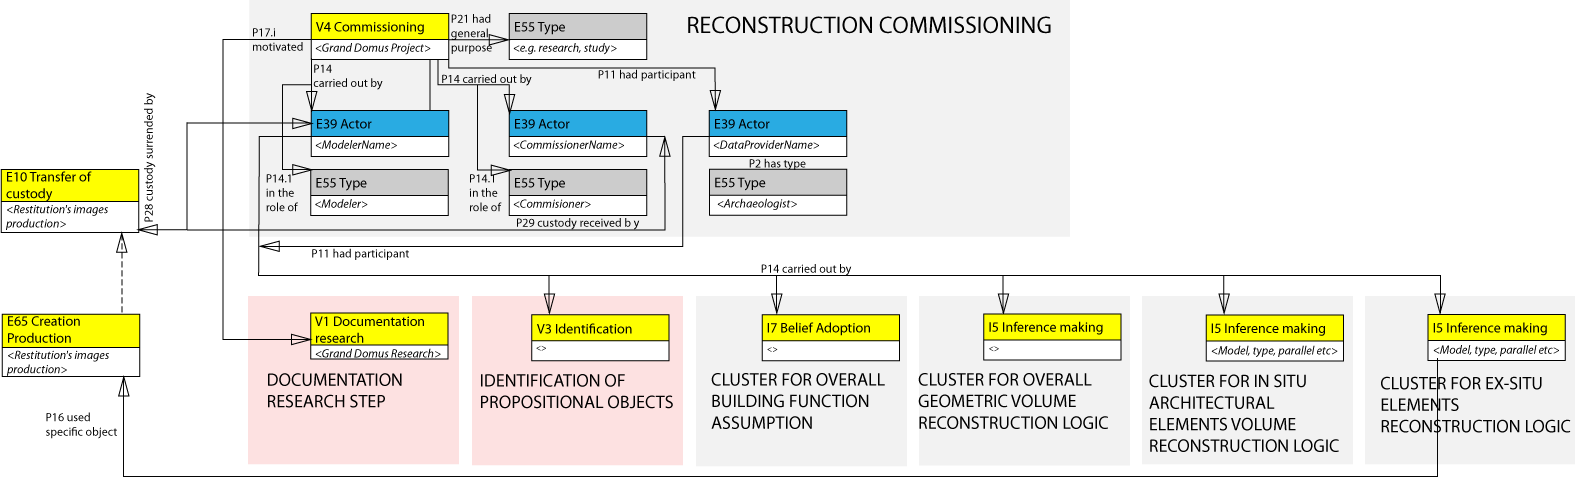 RECONSTRUCTION COMMISSIONING
P17.i
motivated
V4 Commissioning
<Grand Domus Project>
P21 had
general
purpose
E55 Type
<e.g. research, study>
P14
carried out by
P14 carried out by
P11 had participant
E39 Actor
<ModelerName>
E39 Actor
<CommissionerName>
E39 Actor
<DataProviderName>
P2 has type
P14.1
in the
role of
E55 Type
<Modeler>
P14.1
in the
role of
E55 Type
<Commisioner>
E55 Type
<Archaeologist>
P28 custody surrended by
E10 Transfer of
custody
<Restitution's images
production>
P29 custody received b y
P11 had participant
P14 carried out by
E65 Creation
Production
<Restitution's images
production>
P16 used
specific object
V1 Documentation
research
<Grand Domus Research>
DOCUMENTATION
RESEARCH STEP
V3 Identification
<>
IDENTIFICATION OF
PROPOSITIONAL OBJECTS
I7 Belief Adoption
<>
CLUSTER FOR OVERALL
BUILDING FUNCTION
ASSUMPTION
I5 Inference making
<>
CLUSTER FOR OVERALL
GEOMETRIC VOLUME
RECONSTRUCTION LOGIC
I5 Inference making
<Model, type, parallel etc>
CLUSTER FOR IN SITU
ARCHITECTURAL
ELEMENTS VOLUME
RECONSTRUCTION LOGIC
I5 Inference making
<Model, type, parallel etc>
CLUSTER FOR EX-SITU
ELEMENTS
RECONSTRUCTION LOGIC